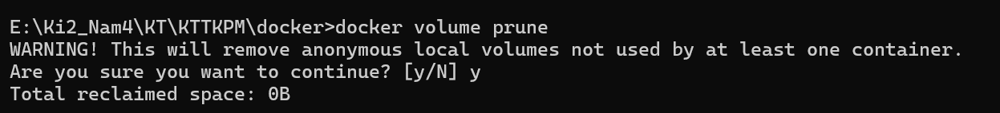 E:\Ki2_Nam4\KT\KTTKPM\docker>docker volume prune
WARNING! This will remove anonymous local volumes not used by at least one container.
Are you sure you want to continue? [y/N] y
Total reclaimed space: 0B